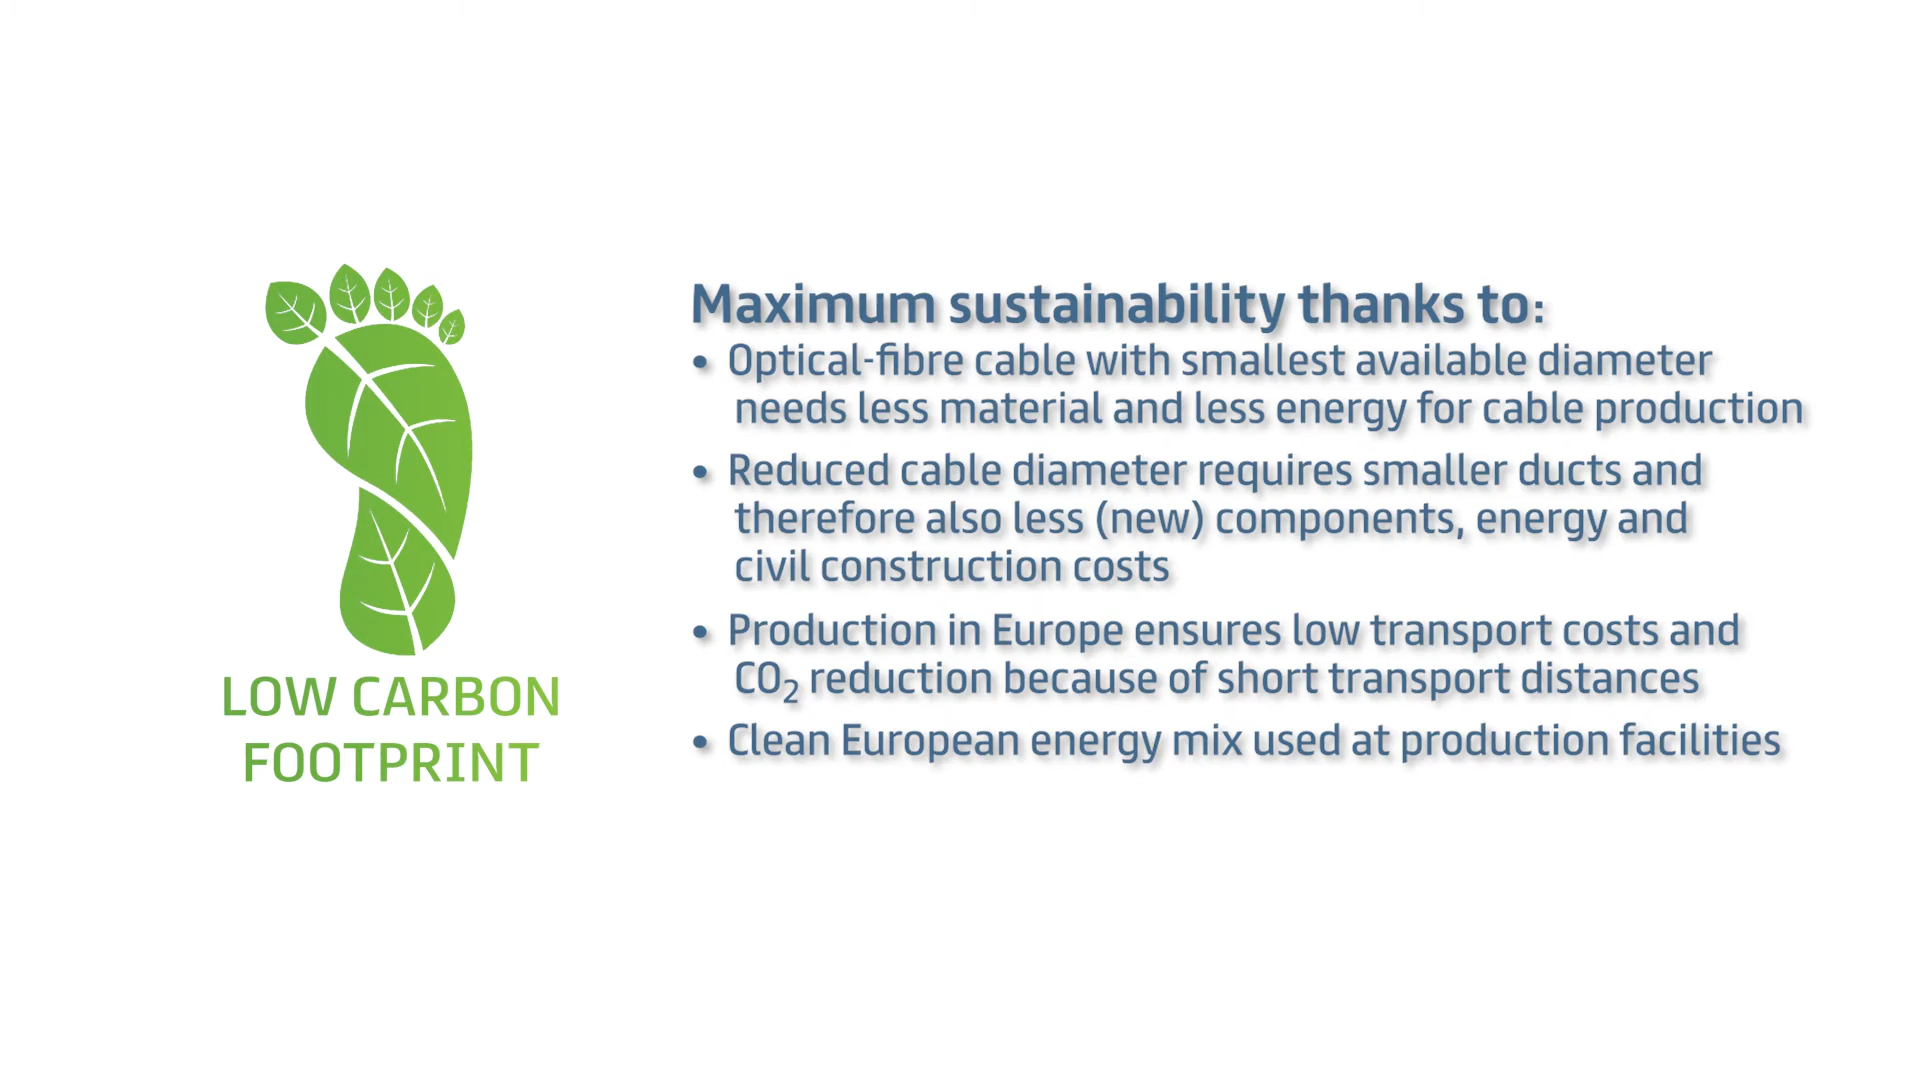 LOW CARBON
FOOTPRINT
Maximum sustainability thanks to:
• Optical-fibre cable with smallest available diameter
needs less material and less energy for cable production
• Reduced cable diameter requires smaller ducts and
therefore also less (new) components, energy and
civil construction costs
• Production in Europe ensures low transport costs and
CO₂ reduction because of short transport distances
• Clean European energy mix used at production facilities